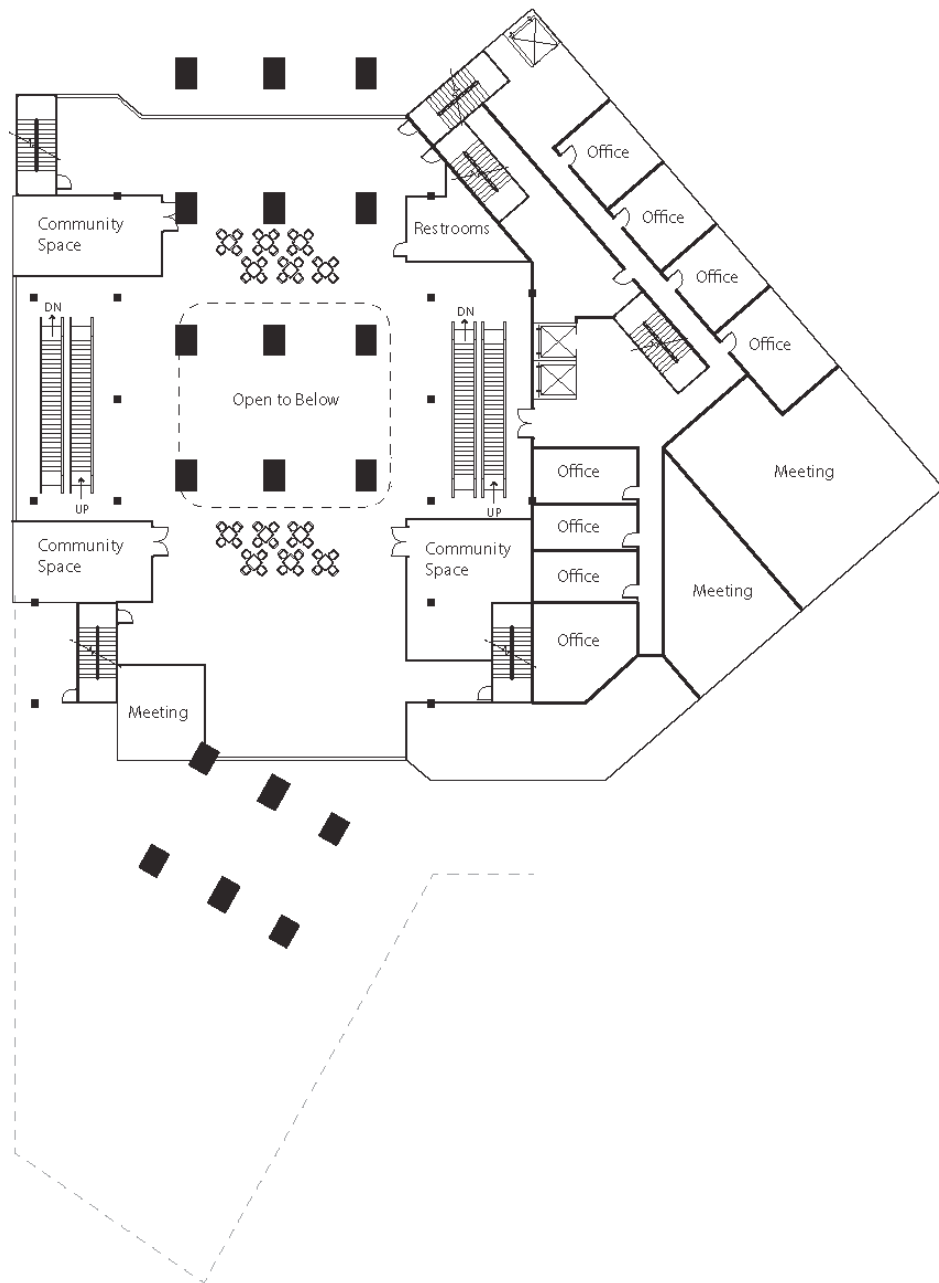 Office
Community
Space
Office
Restrooms
Office
DN
DN
Office
Open to Below
Office
Meeting
UP
UP
Office
Community
Space
Community
Space
Office
Meeting
Office
Meeting